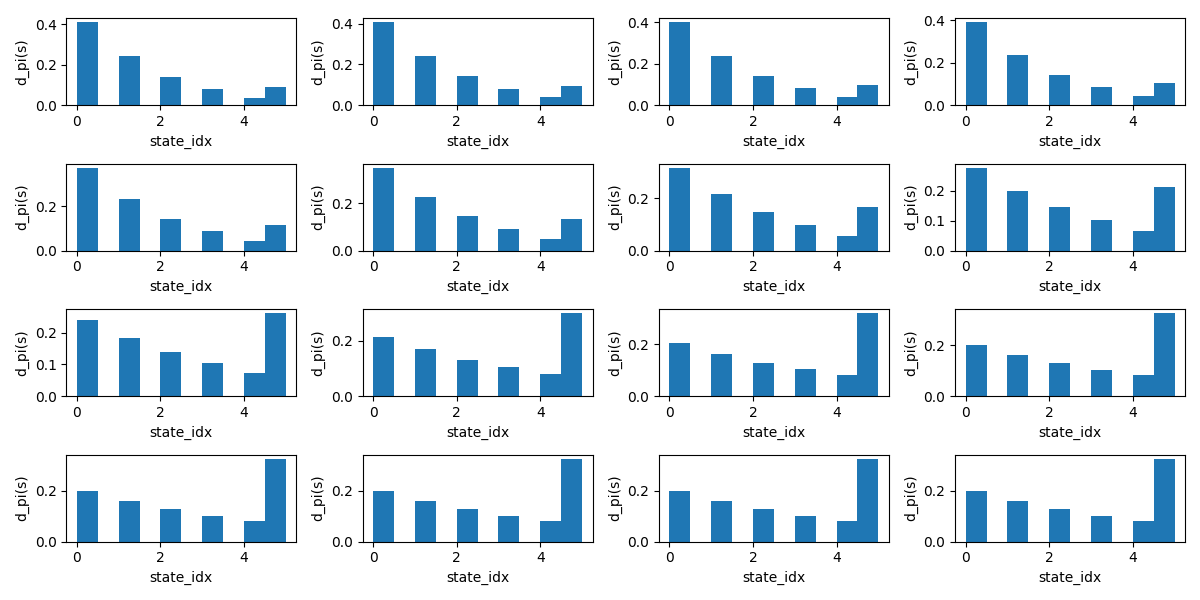 d_pi(s) 0.4 0.2 0.0 d_pi(s) 0.4 0.2 0.0 d_pi(s) 0.4 0.2 0.0 d_pi(s) 0.4 0.2 0.0
0 2 4 0 2 4 0 2 4 0 2 4
state_idx state_idx state_idx state_idx
d_pi(s) 0.2 0.0 d_pi(s) 0.2 0.0 d_pi(s) 0.2 0.0 d_pi(s) 0.2 0.1 0.0
0 2 4 0 2 4 0 2 4 0 2 4
state_idx state_idx state_idx state_idx
d_pi(s) 0.2 0.1 0.0 d_pi(s) 0.2 0.0 d_pi(s) 0.2 0.0 d_pi(s) 0.2 0.0
0 2 4 0 2 4 0 2 4 0 2 4
state_idx state_idx state_idx state_idx
d_pi(s) 0.2 0.0 d_pi(s) 0.2 0.0 d_pi(s) 0.2 0.0 d_pi(s) 0.2 0.0
0 2 4 0 2 4 0 2 4 0 2 4
state_idx state_idx state_idx state_idx